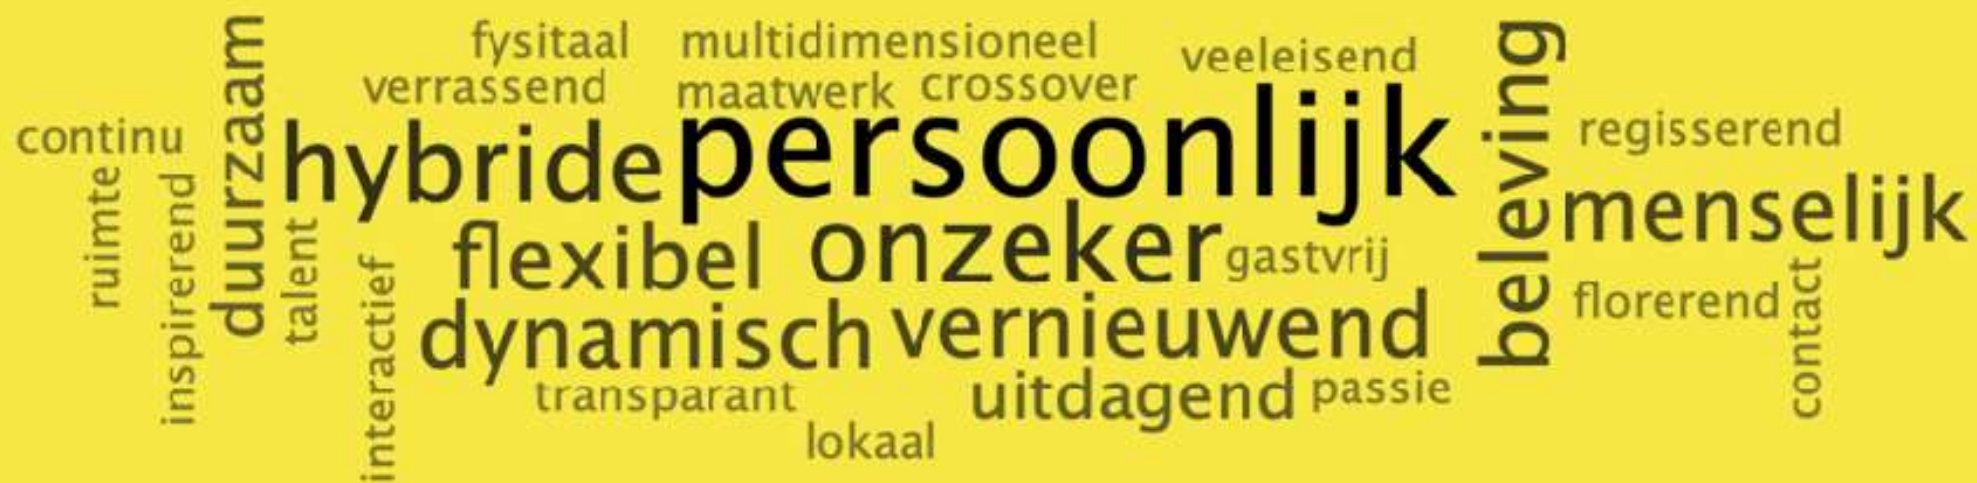 fysitaal multidimensioneel veeleisend
verrassend maatwerk crossover
continu
duurzaam
hybride persoonlijk
beleving
regisserend
ruimte
inspirerend
talent
menselijk
flexibel onzeker gastvrij
interactief
dynamisch vernieuwend
florerend
contact
transparant uitdagend passie
lokaal